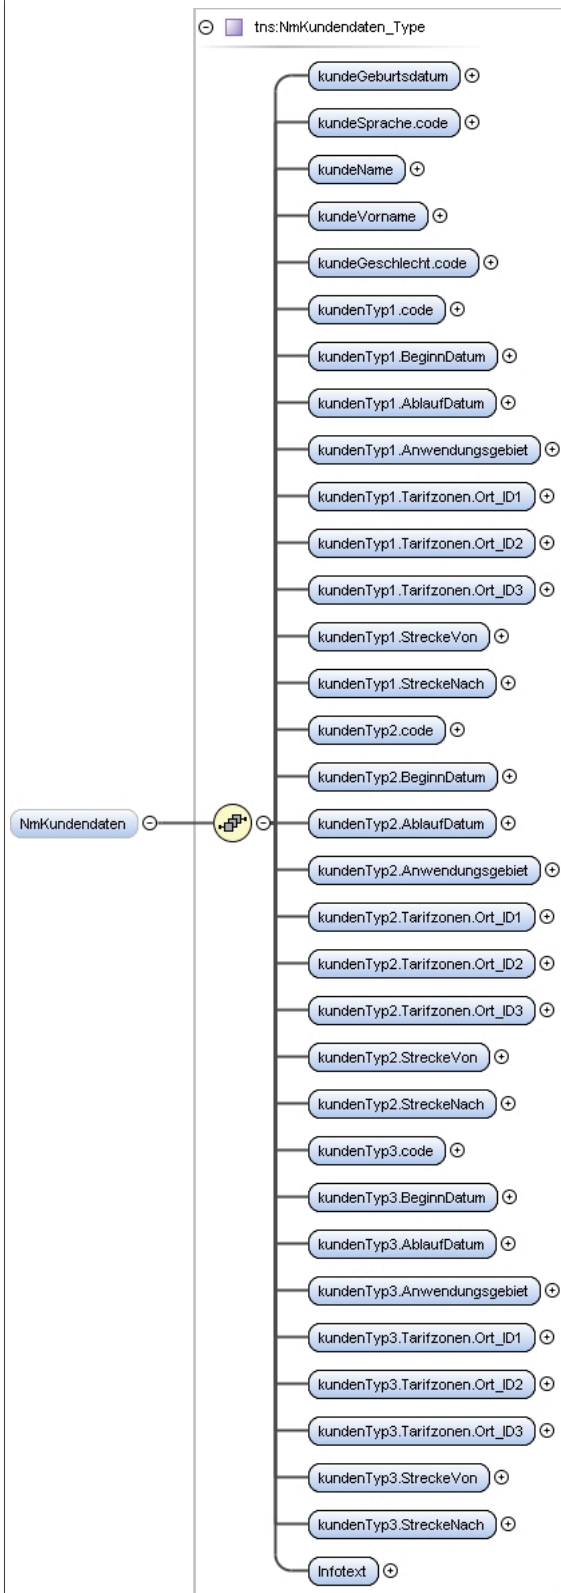 tns:NmKundendaten_Type
kundeGeburtsdatum
kundeSprache.code
kundeName
kundeVorname
kundeGeschlecht.code
kundenTyp1.code
kundenTyp1.BeginnDatum
kundenTyp1.AblaufDatum
kundenTyp1.Anwendungsgebiet
kundenTyp1.Tarifzonen.Ort_ID1
kundenTyp1.Tarifzonen.Ort_ID2
kundenTyp1.Tarifzonen.Ort_ID3
kundenTyp1.StreckeVon
kundenTyp1.StreckeNach
kundenTyp2.code
kundenTyp2.BeginnDatum
NmKundendaten
kundenTyp2.AblaufDatum
kundenTyp2.Anwendungsgebiet
kundenTyp2.Tarifzonen.Ort_ID1
kundenTyp2.Tarifzonen.Ort_ID2
kundenTyp2.Tarifzonen.Ort_ID3
kundenTyp2.StreckeVon
kundenTyp2.StreckeNach
kundenTyp3.code
kundenTyp3.BeginnDatum
kundenTyp3.AblaufDatum
kundenTyp3.Anwendungsgebiet
kundenTyp3.Tarifzonen.Ort_ID1
kundenTyp3.Tarifzonen.Ort_ID2
kundenTyp3.Tarifzonen.Ort_ID3
kundenTyp3.StreckeVon
kundenTyp3.StreckeNach
Infotext